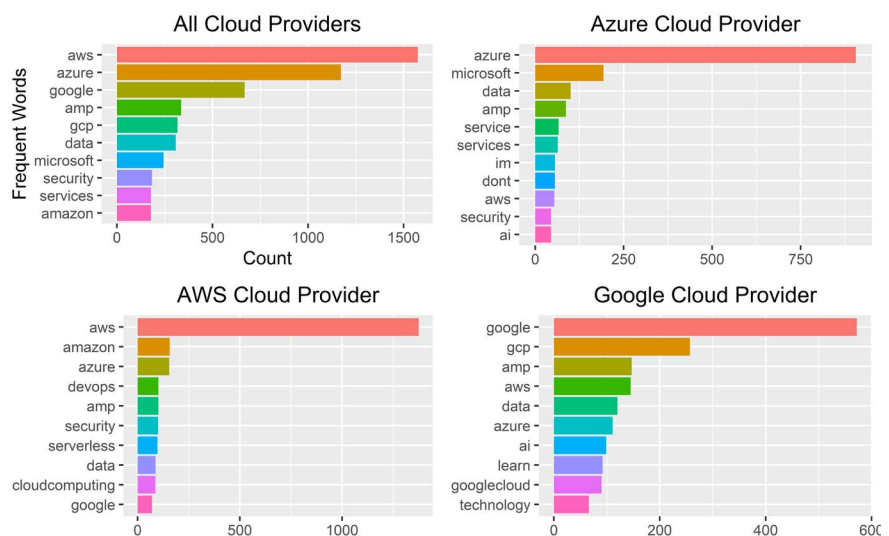 All Cloud Providers
Frequent Words
aws
azure
google
amp
gcp
data
microsoft
security
services
amazon
0 500 1000 1500
Count
Azure Cloud Provider
azure
microsoft
data
amp
service
services
im
dont
aws
security
ai
0 250 500 750
AWS Cloud Provider
aws
amazon
azure
devops
amp
security
serverless
data
cloudcomputing
google
0 500 1000
Google Cloud Provider
google
gcp
amp
aws
data
azure
ai
learn
googlecloud
technology
0 200 400 600